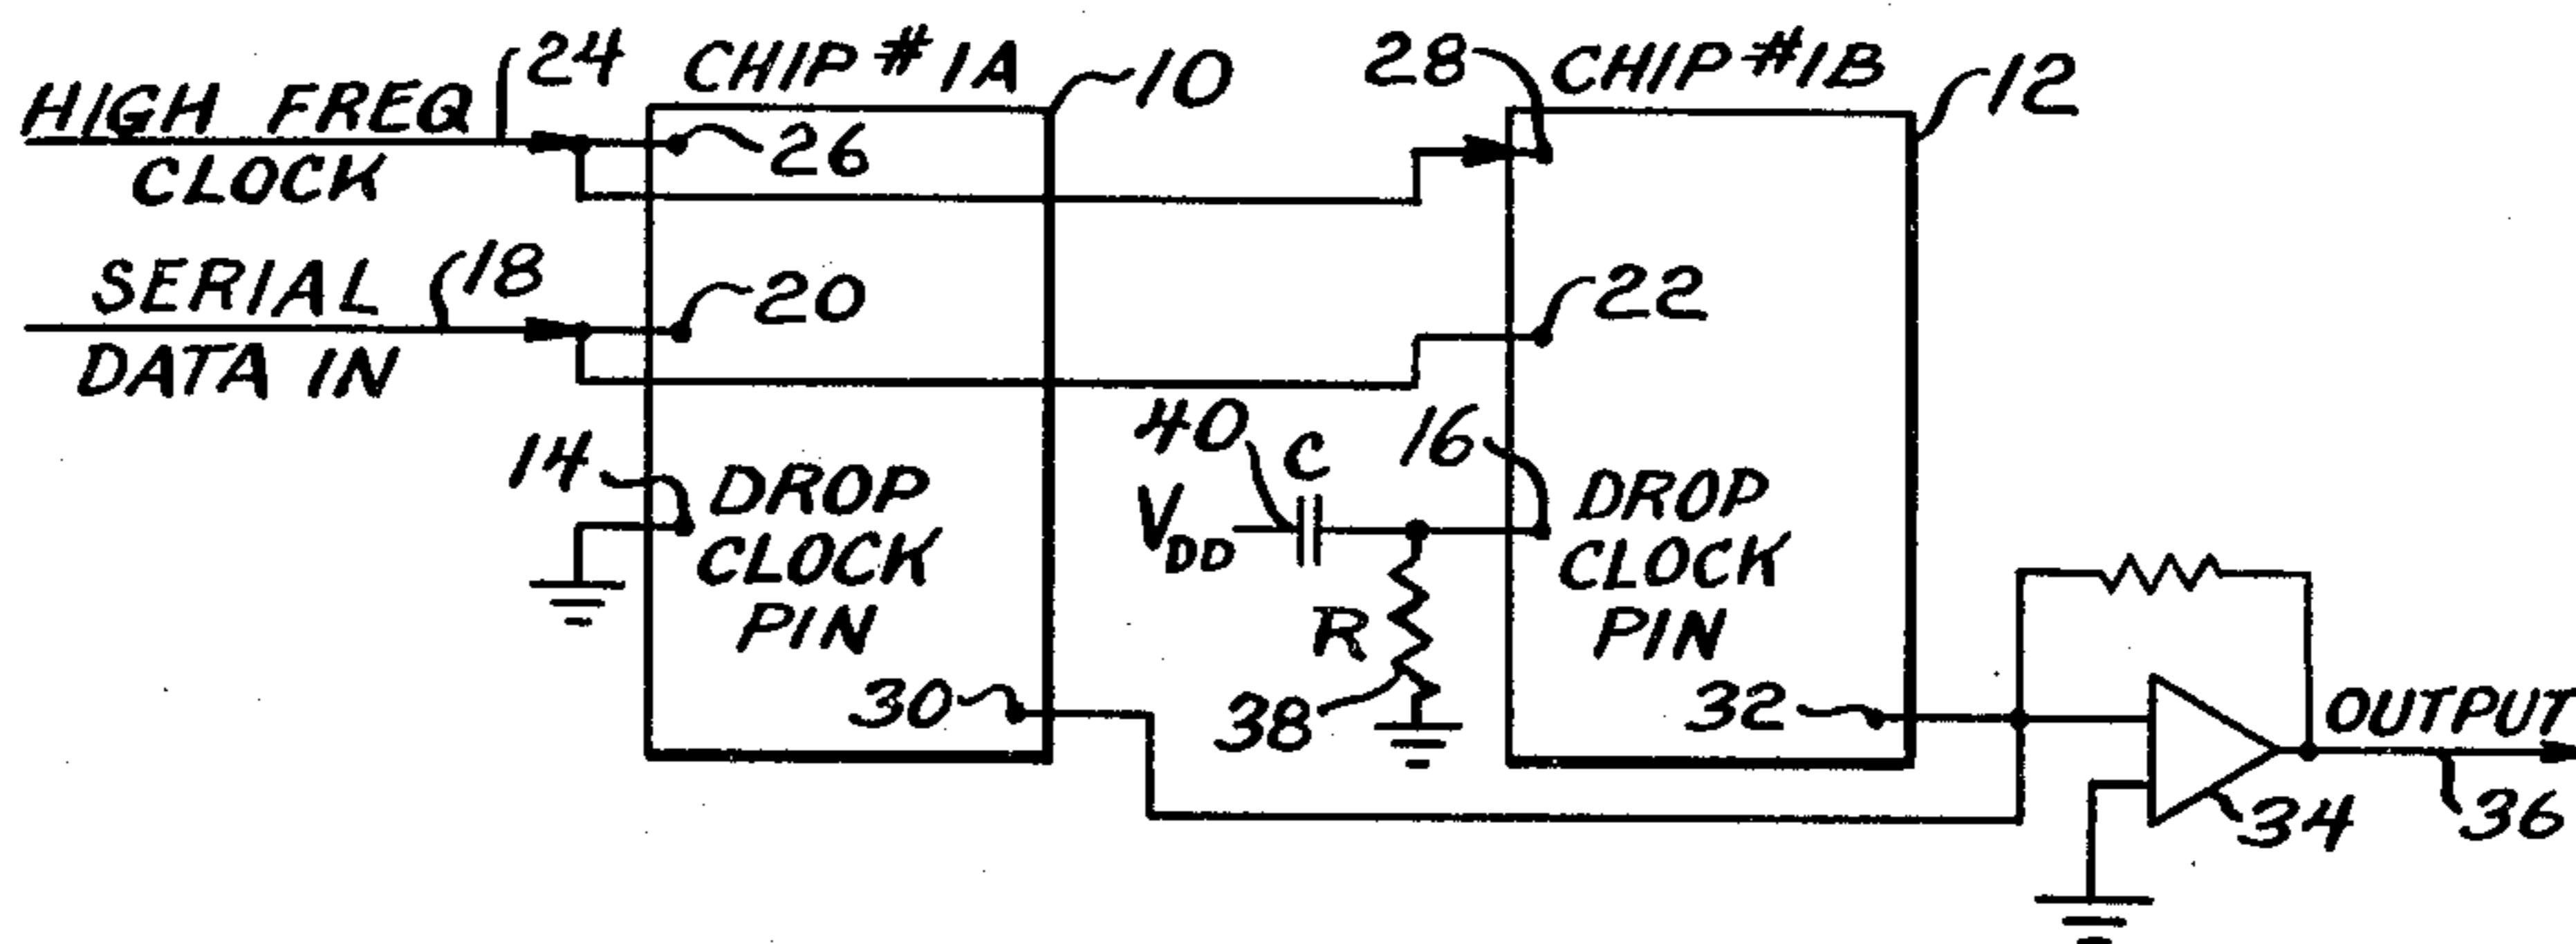 HIGH FREQ
CLOCK
24
CHIP #1A
10
28
CHIP #1B
12
26
SERIAL
DATA IN
18
20
22
14
DROP
CLOCK
PIN
40
C
16
VDD
DROP
CLOCK
PIN
R
38
30
32
OUTPUT
34
36